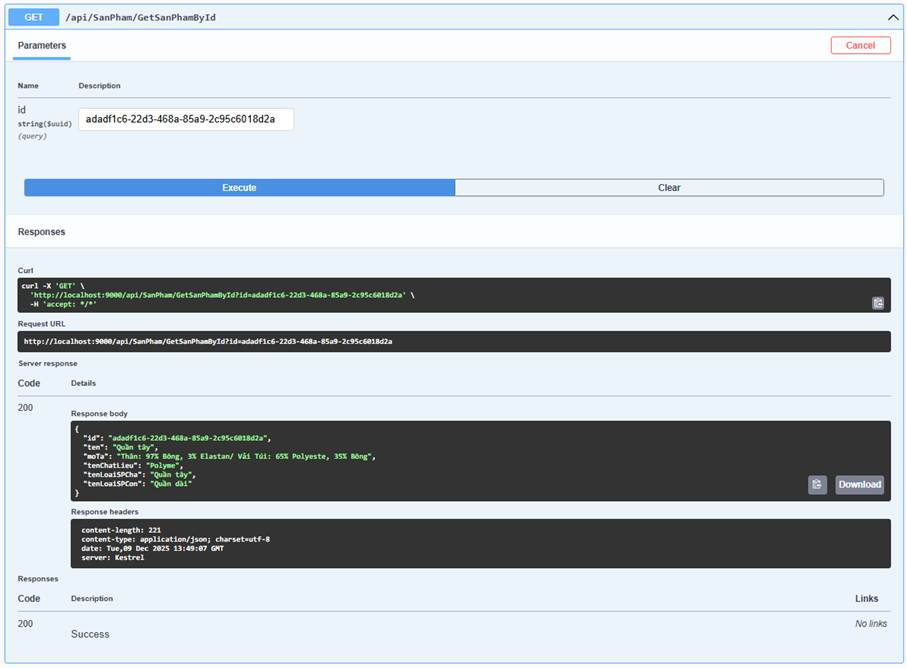 GET /api/SanPham/GetSanPhamById
Parameters
Cancel
Name Description
id
string($uuid)
(query)
adadf1c6-22d3-468a-85a9-2c95c6018d2a
Execute Clear
Responses
Curl
curl -X 'GET' \
'http://localhost:9000/api/SanPham/GetSanPhamById?id=adadf1c6-22d3-468a-85a9-2c95c6018d2a' \
-H 'accept: */*'
Request URL
http://localhost:9000/api/SanPham/GetSanPhamById?id=adadf1c6-22d3-468a-85a9-2c95c6018d2a
Server response
Code Details
200
Response body
{
"id": "adadf1c6-22d3-468a-85a9-2c95c6018d2a",
"ten": "Quần tây",
"moTa": "Thân: 97% Bông, 3% Elastan/ Vải Túi: 65% Polyeste, 35% Bông",
"tenChatLieu": "Polyme",
"tenLoaiSPCha": "Quần tây",
"tenLoaiSPCon": "Quần dài"
}
Download
Response headers
content-length: 221
content-type: application/json; charset=utf-8
date: Tue,09 Dec 2025 13:49:07 GMT
server: Kestrel
Responses
Code Description Links
200 No links
Success